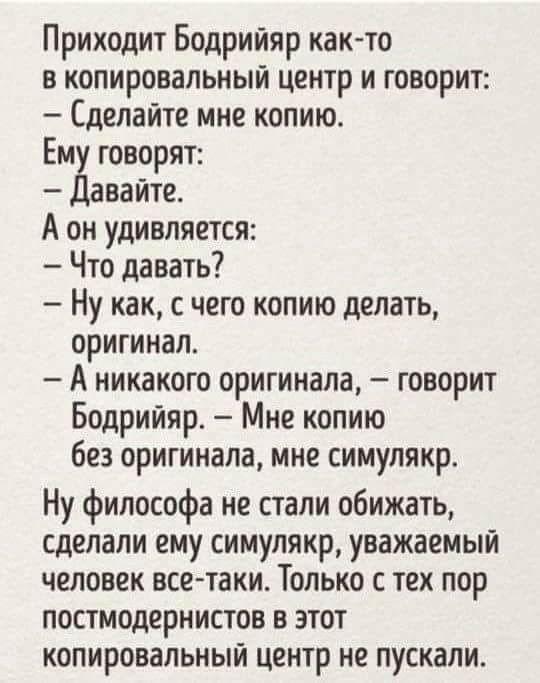 Приходит Бодрийяр как-то
в копировальный центр и говорит:
– Сделайте мне копию.
Ему говорят:
– Давайте.
А он удивляется:
– Что давать?
– Ну как, с чего копию делать,
оригинал.
– А никакого оригинала, – говорит
Бодрийяр. – Мне копию
без оригинала, мне симулякр.
Ну философа не стали обижать,
сделали ему симулякр, уважаемый
человек все-таки. Только с тех пор
постмодернистов в этот
копировальный центр не пускали.